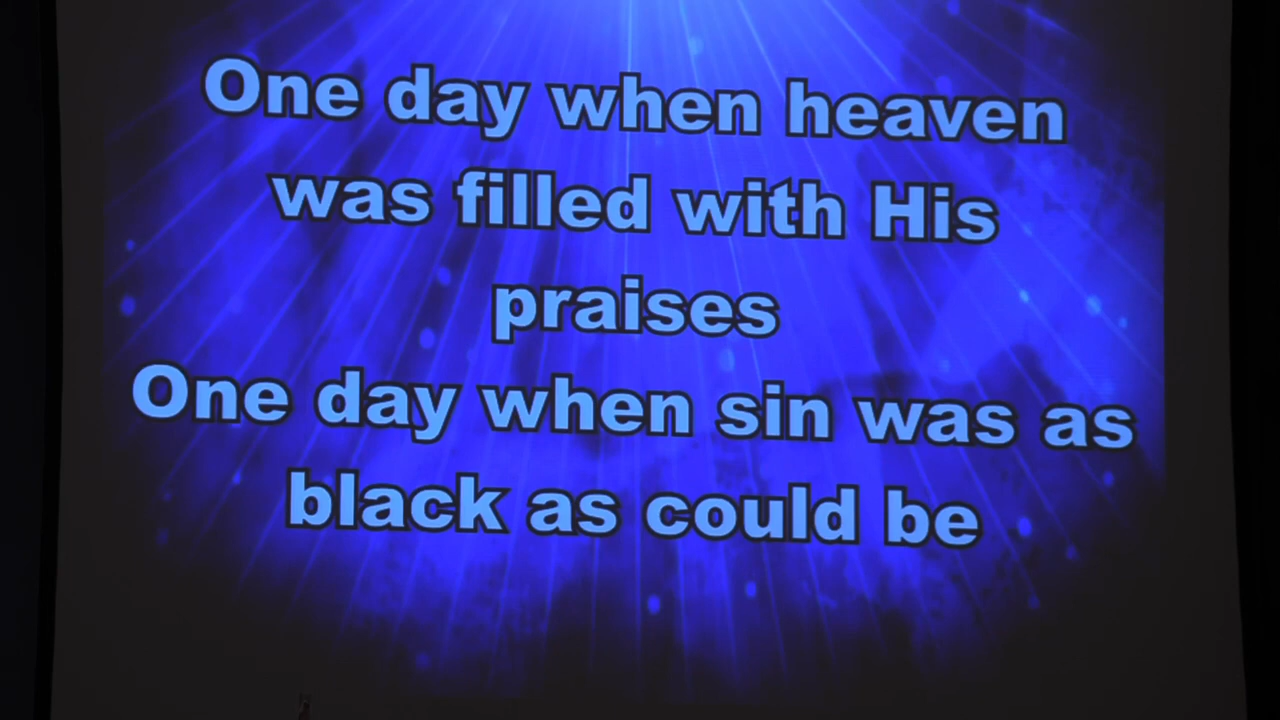 One day when heaven
was filled with His
praises
One day when sin was as
black as could be